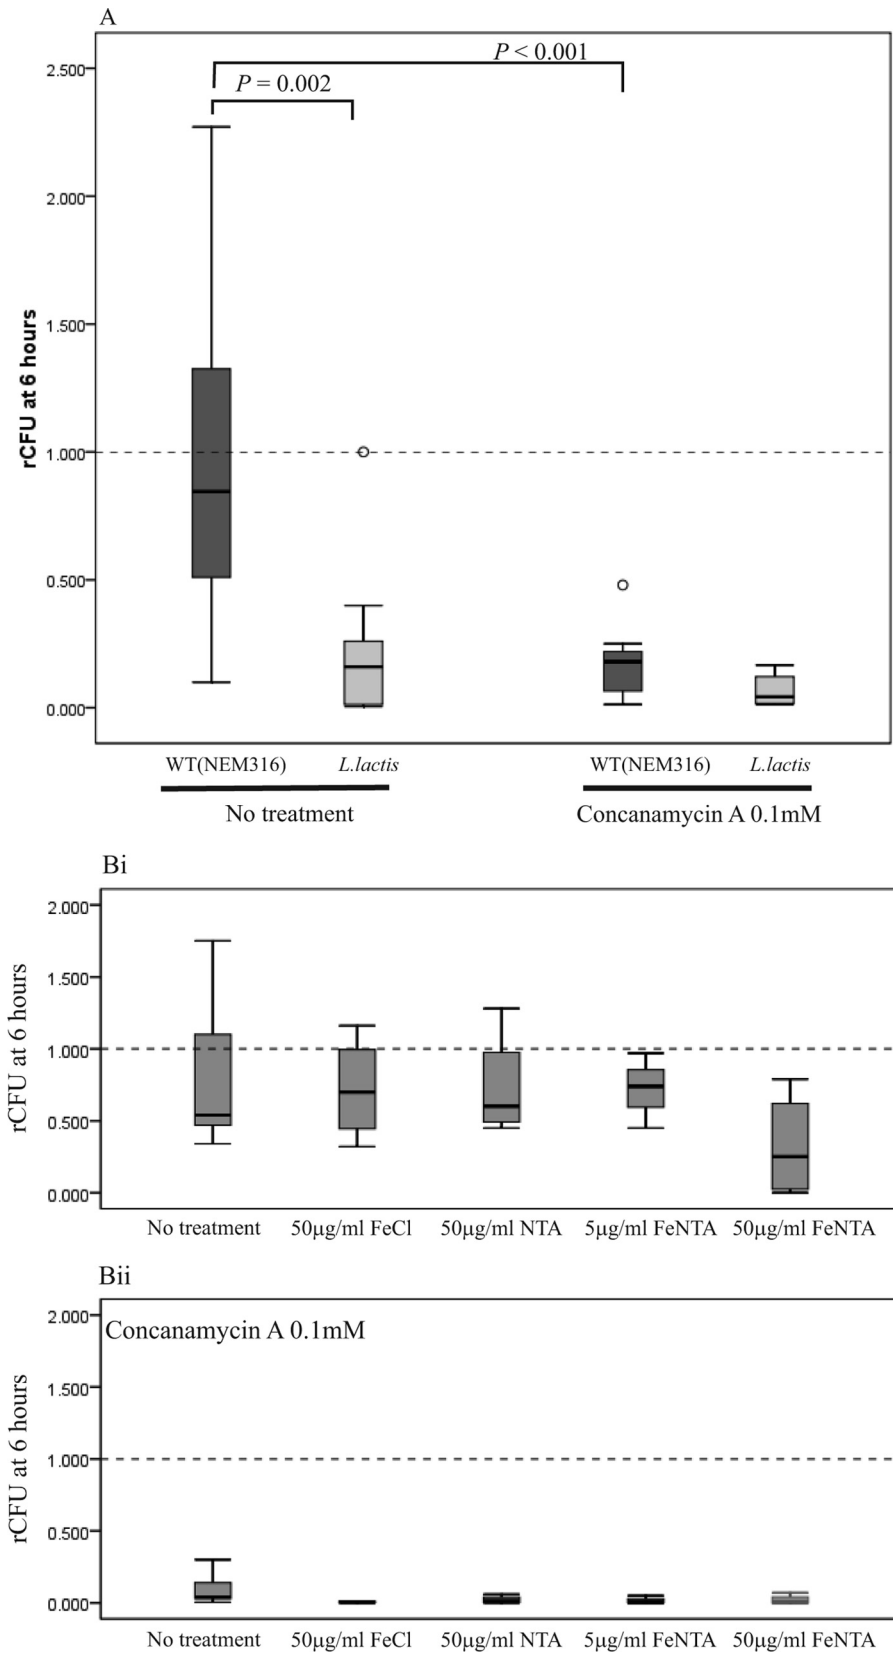 A
P < 0.001
P = 0.002
2.500
2.000
1.500
1.000
0.500
0.000
rCFU at 6 hours
WT(NEM316) L.lactis WT(NEM316) L.lactis
No treatment Concanamycin A 0.1mM
Bi
2.000
1.500
1.000
0.500
0.000
rCFU at 6 hours
No treatment 50µg/ml FeCl 50µg/ml NTA 5µg/ml FeNTA 50µg/ml FeNTA
Bii
Concanamycin A 0.1mM
2.000
1.500
1.000
0.500
0.000
rCFU at 6 hours
No treatment 50µg/ml FeCl 50µg/ml NTA 5µg/ml FeNTA 50µg/ml FeNTA